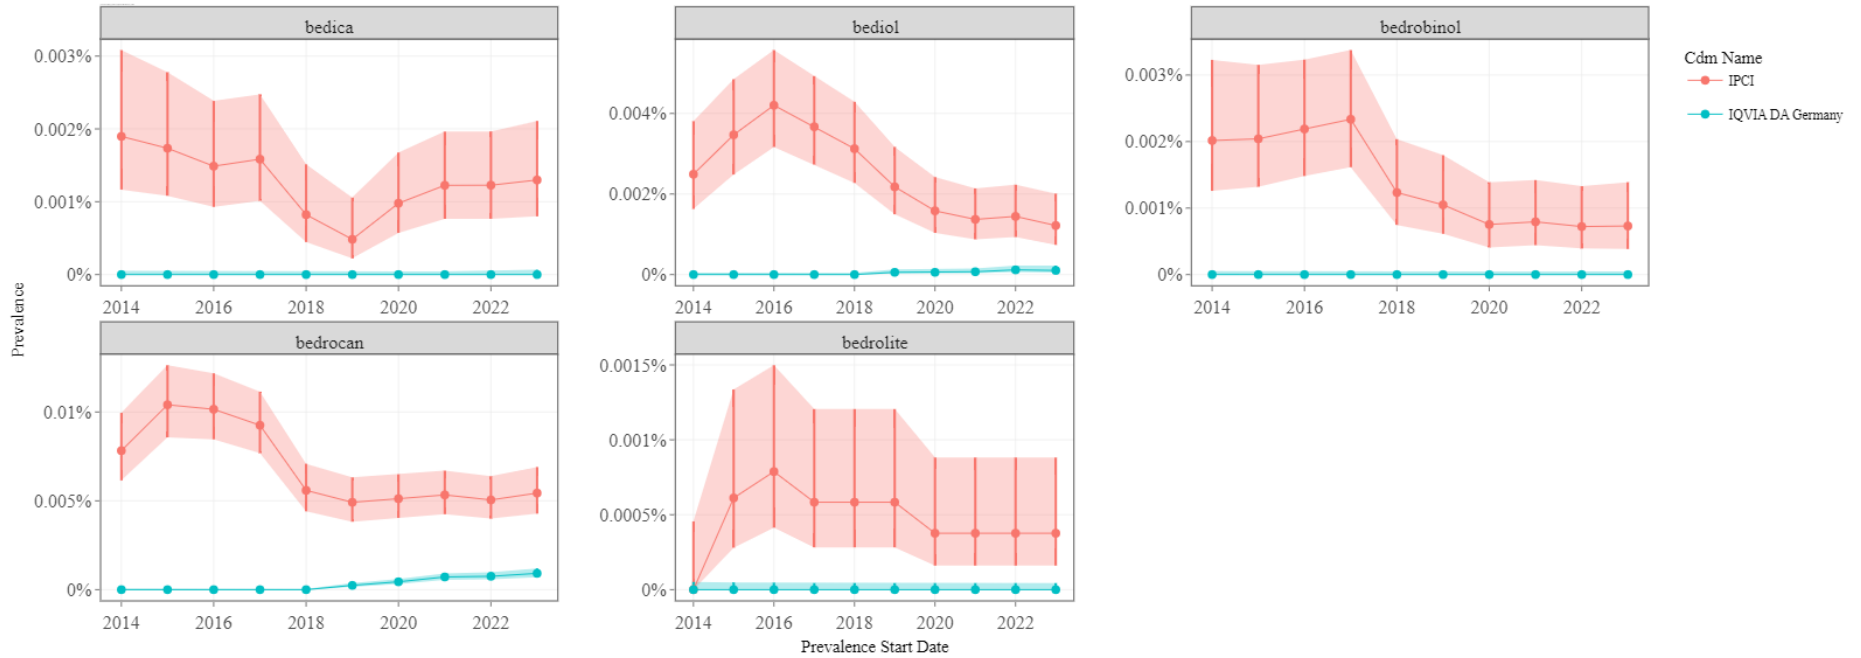 bedica
bediol
bedrobinol
0.003%
0.002%
0.001%
0%
2014 2016 2018 2020 2022
0.004%
0.002%
0%
2014 2016 2018 2020 2022
0.003%
0.002%
0.001%
0%
2014 2016 2018 2020 2022
Cdm Name
IPCI
IQVIA DA Germany
Prevalence
bedrocan
bedrolite
0.01%
0.005%
0%
2014 2016 2018 2020 2022
0.0015%
0.001%
0.0005%
0%
2014 2016 2018 2020 2022
Prevalence Start Date